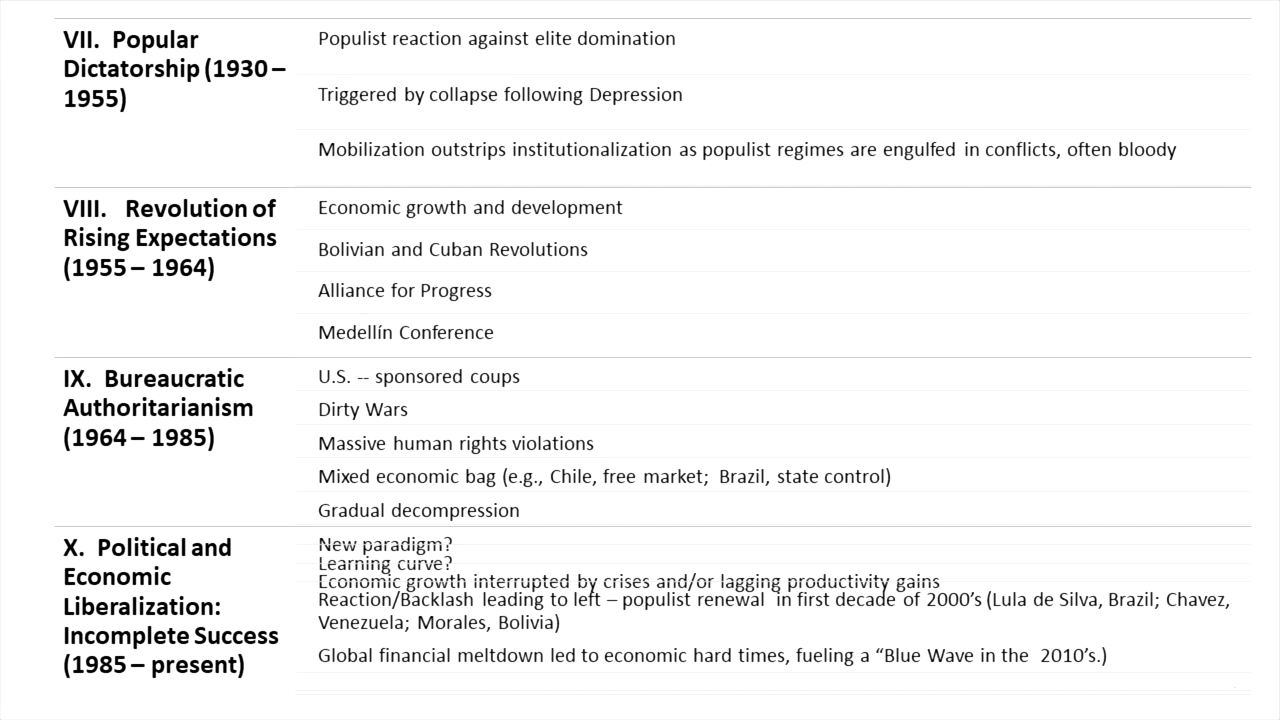 VII. Popular
Dictatorship (1930 –
1955)
Populist reaction against elite domination
Triggered by collapse following Depression
Mobilization outstrips institutionalization as populist regimes are engulfed in conflicts, often bloody
VIII. Revolution of
Rising Expectations
(1955 – 1964)
Economic growth and development
Bolivian and Cuban Revolutions
Alliance for Progress
Medellín Conference
IX. Bureaucratic
Authoritarianism
(1964 – 1985)
U.S. -- sponsored coups
Dirty Wars
Massive human rights violations
Mixed economic bag (e.g., Chile, free market; Brazil, state control)
Gradual decompression
X. Political and
Economic
Liberalization:
Incomplete Success
(1985 – present)
New paradigm?
Learning curve?
Economic growth interrupted by crises and/or lagging productivity gains
Reaction/Backlash leading to left – populist renewal in first decade of 2000’s (Lula de Silva, Brazil; Chavez,
Venezuela; Morales, Bolivia)
Global financial meltdown led to economic hard times, fueling a “Blue Wave in the 2010’s.)